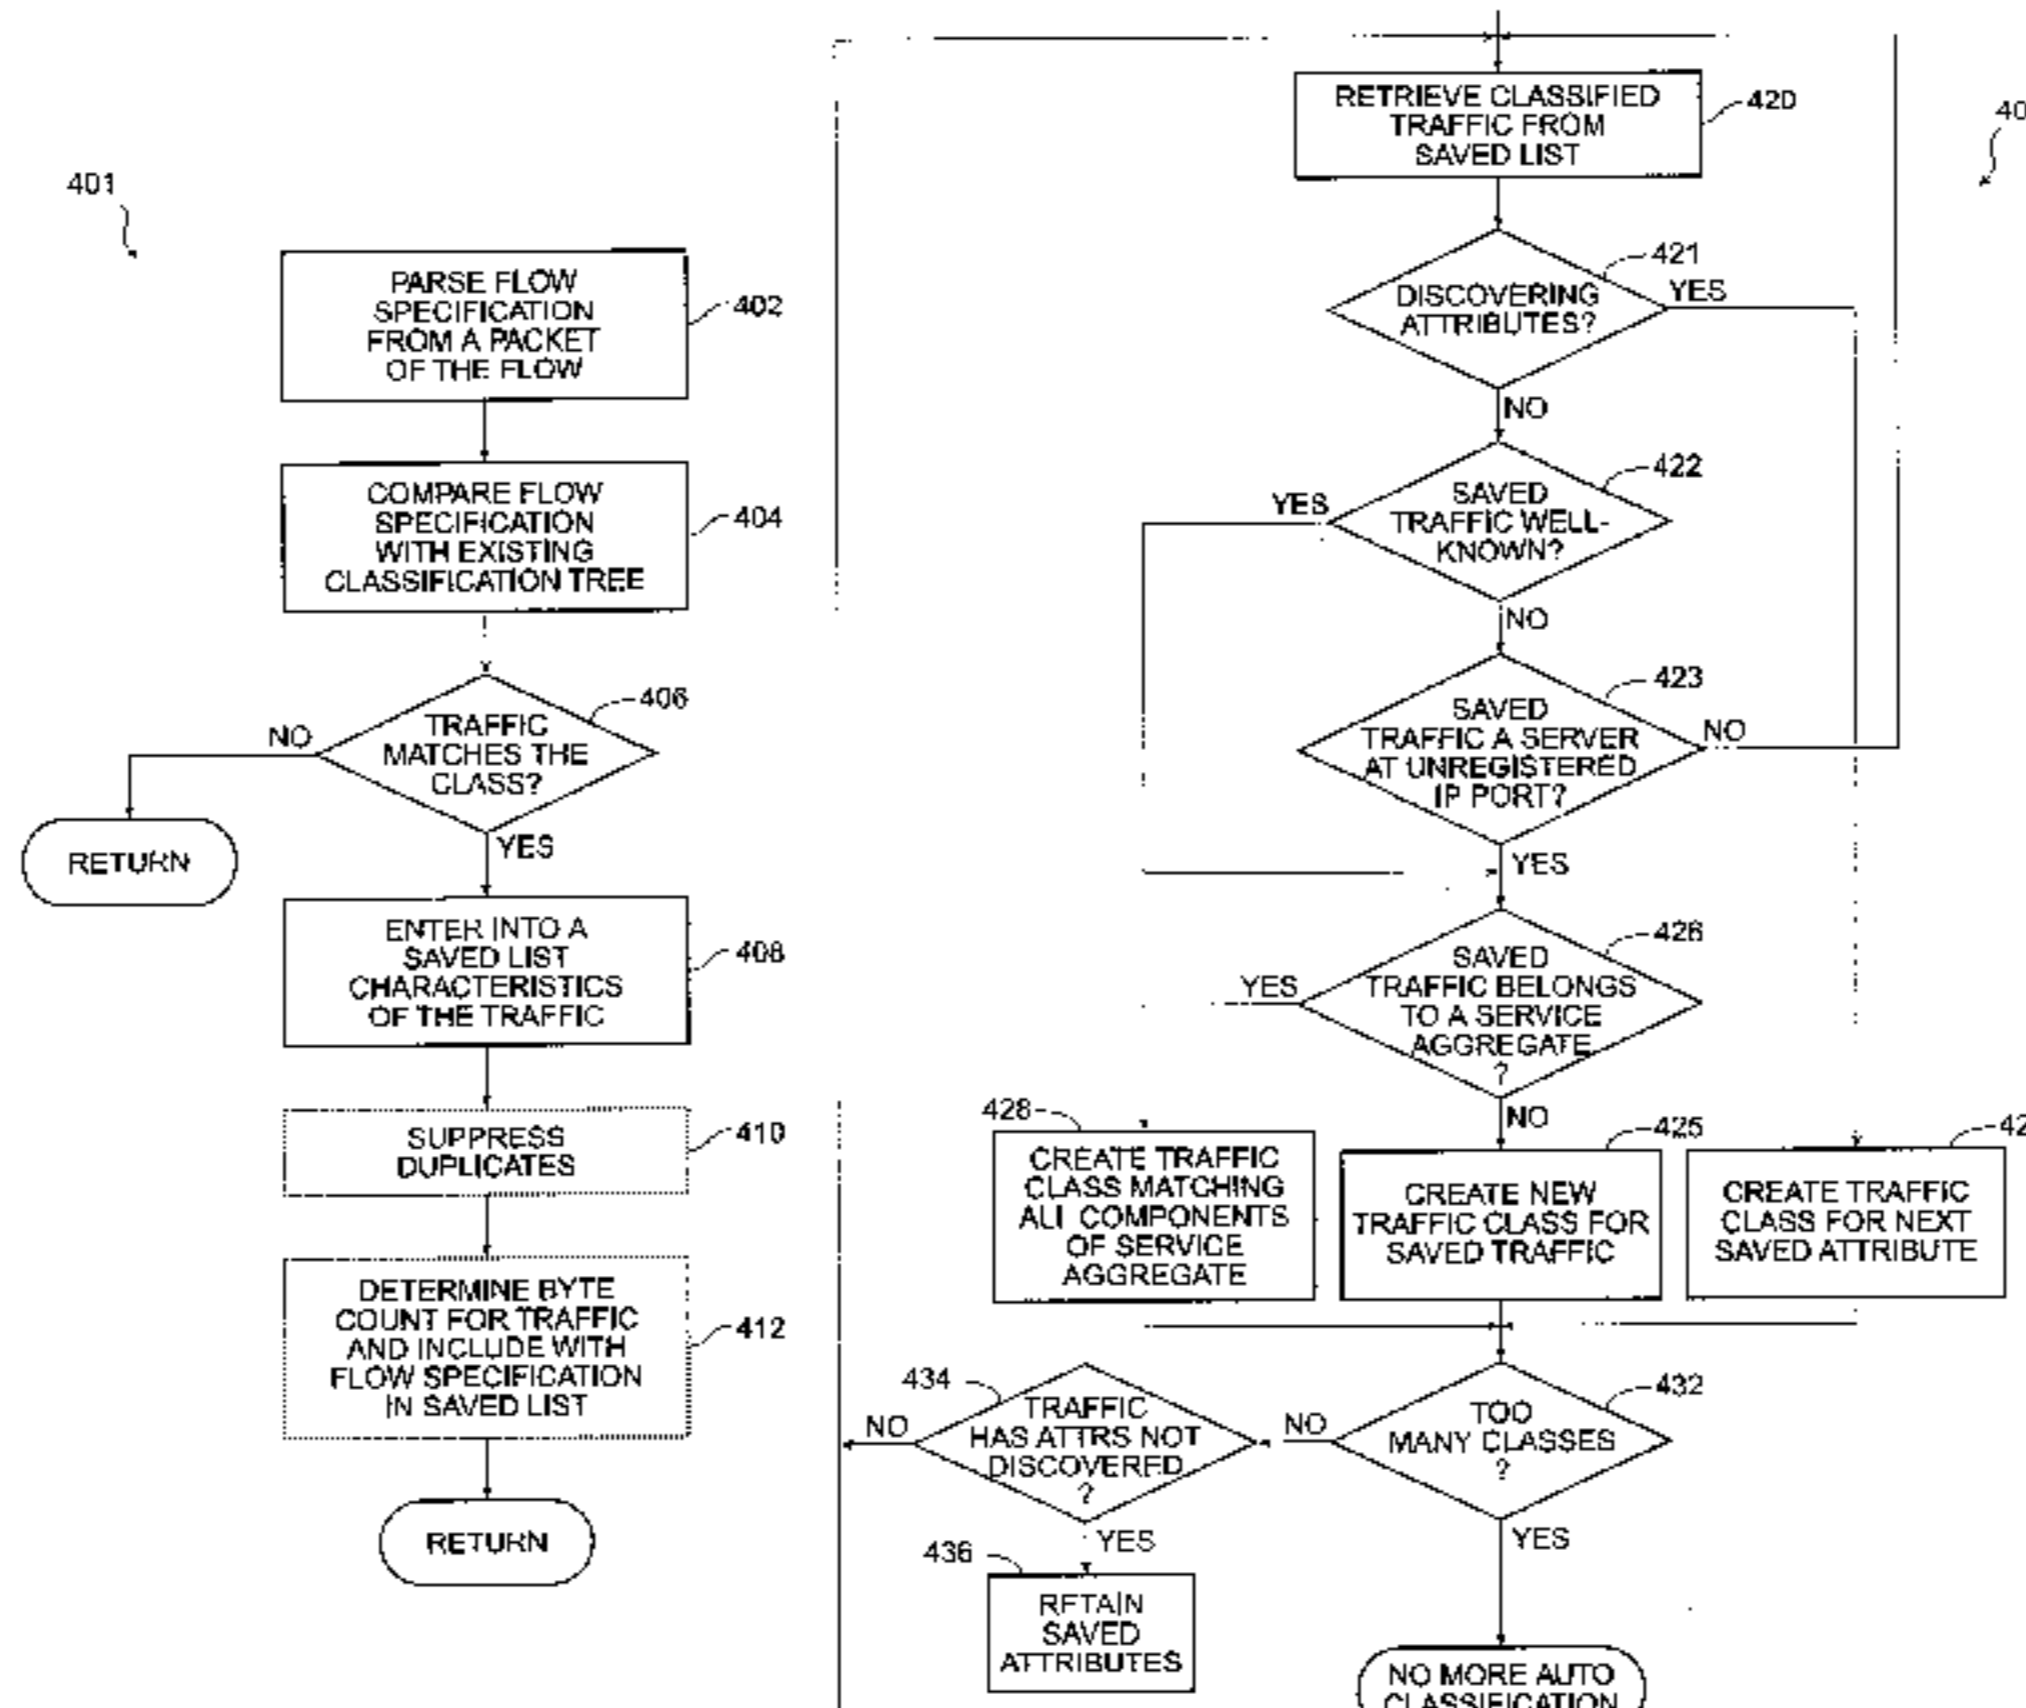 401
PARSE FLOW
SPECIFICATION
FROM A PACKET
OF THE FLOW
402
COMPARE FLOW
SPECIFICATION
WITH EXISTING
CLASSIFICATION TREE
404
TRAFFIC
MATCHES THE
CLASS?
406
NO
YES
RETURN
ENTER INTO A
SAVED LIST
CHARACTERISTICS
OF THE TRAFFIC
408
SUPPRESS
DUPLICATES
410
DETERMINE BYTE
COUNT FOR TRAFFIC
AND INCLUDE WITH
FLOW SPECIFICATION
IN SAVED LIST
412
RETURN
RETRIEVE CLASSIFIED
TRAFFIC FROM
SAVED LIST
420
DISCOVERING
ATTRIBUTES?
421
YES
NO
SAVED
TRAFFIC WELL-
KNOWN?
422
YES
NO
SAVED
TRAFFIC A SERVER
AT UNREGISTERED
IP PORT?
423
NO
YES
SAVED
TRAFFIC BELONGS
TO A SERVICE
AGGREGATE
?
426
YES
NO
428
CREATE TRAFFIC
CLASS MATCHING
ALL COMPONENTS
OF SERVICE
AGGREGATE
425
CREATE NEW
TRAFFIC CLASS FOR
SAVED TRAFFIC
CREATE TRAFFIC
CLASS FOR NEXT
SAVED ATTRIBUTE
432
TOO
MANY CLASSES
?
NO
YES
434
TRAFFIC
HAS ATTRS NOT
DISCOVERED
?
NO
YES
436
RETAIN
SAVED
ATTRIBUTES
NO MORE AUTO
CLASSIFICATION